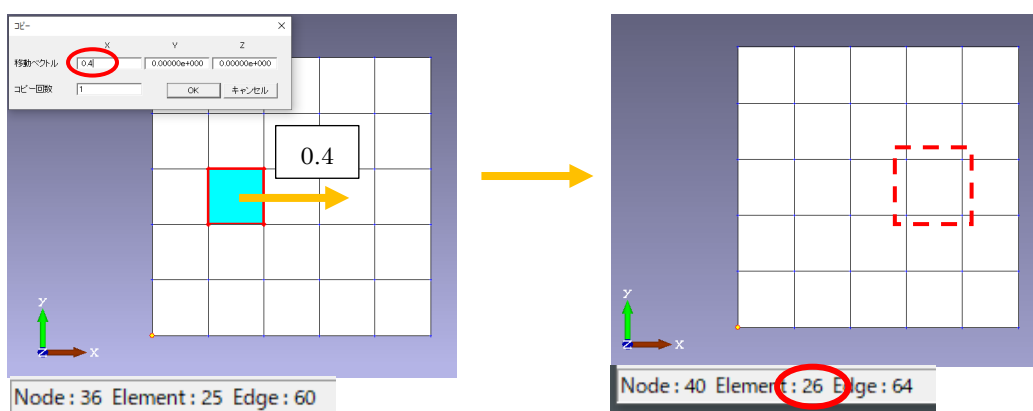 コピー
X Y Z
移動ベクトル 0.4 0.00000e+000 0.00000e+000
コピー回数 1 OK キャンセル
0.4
Y
Z X
Node : 36 Element : 25 Edge : 60
Y
Z X
Node : 40 Element : 26 Edge : 64